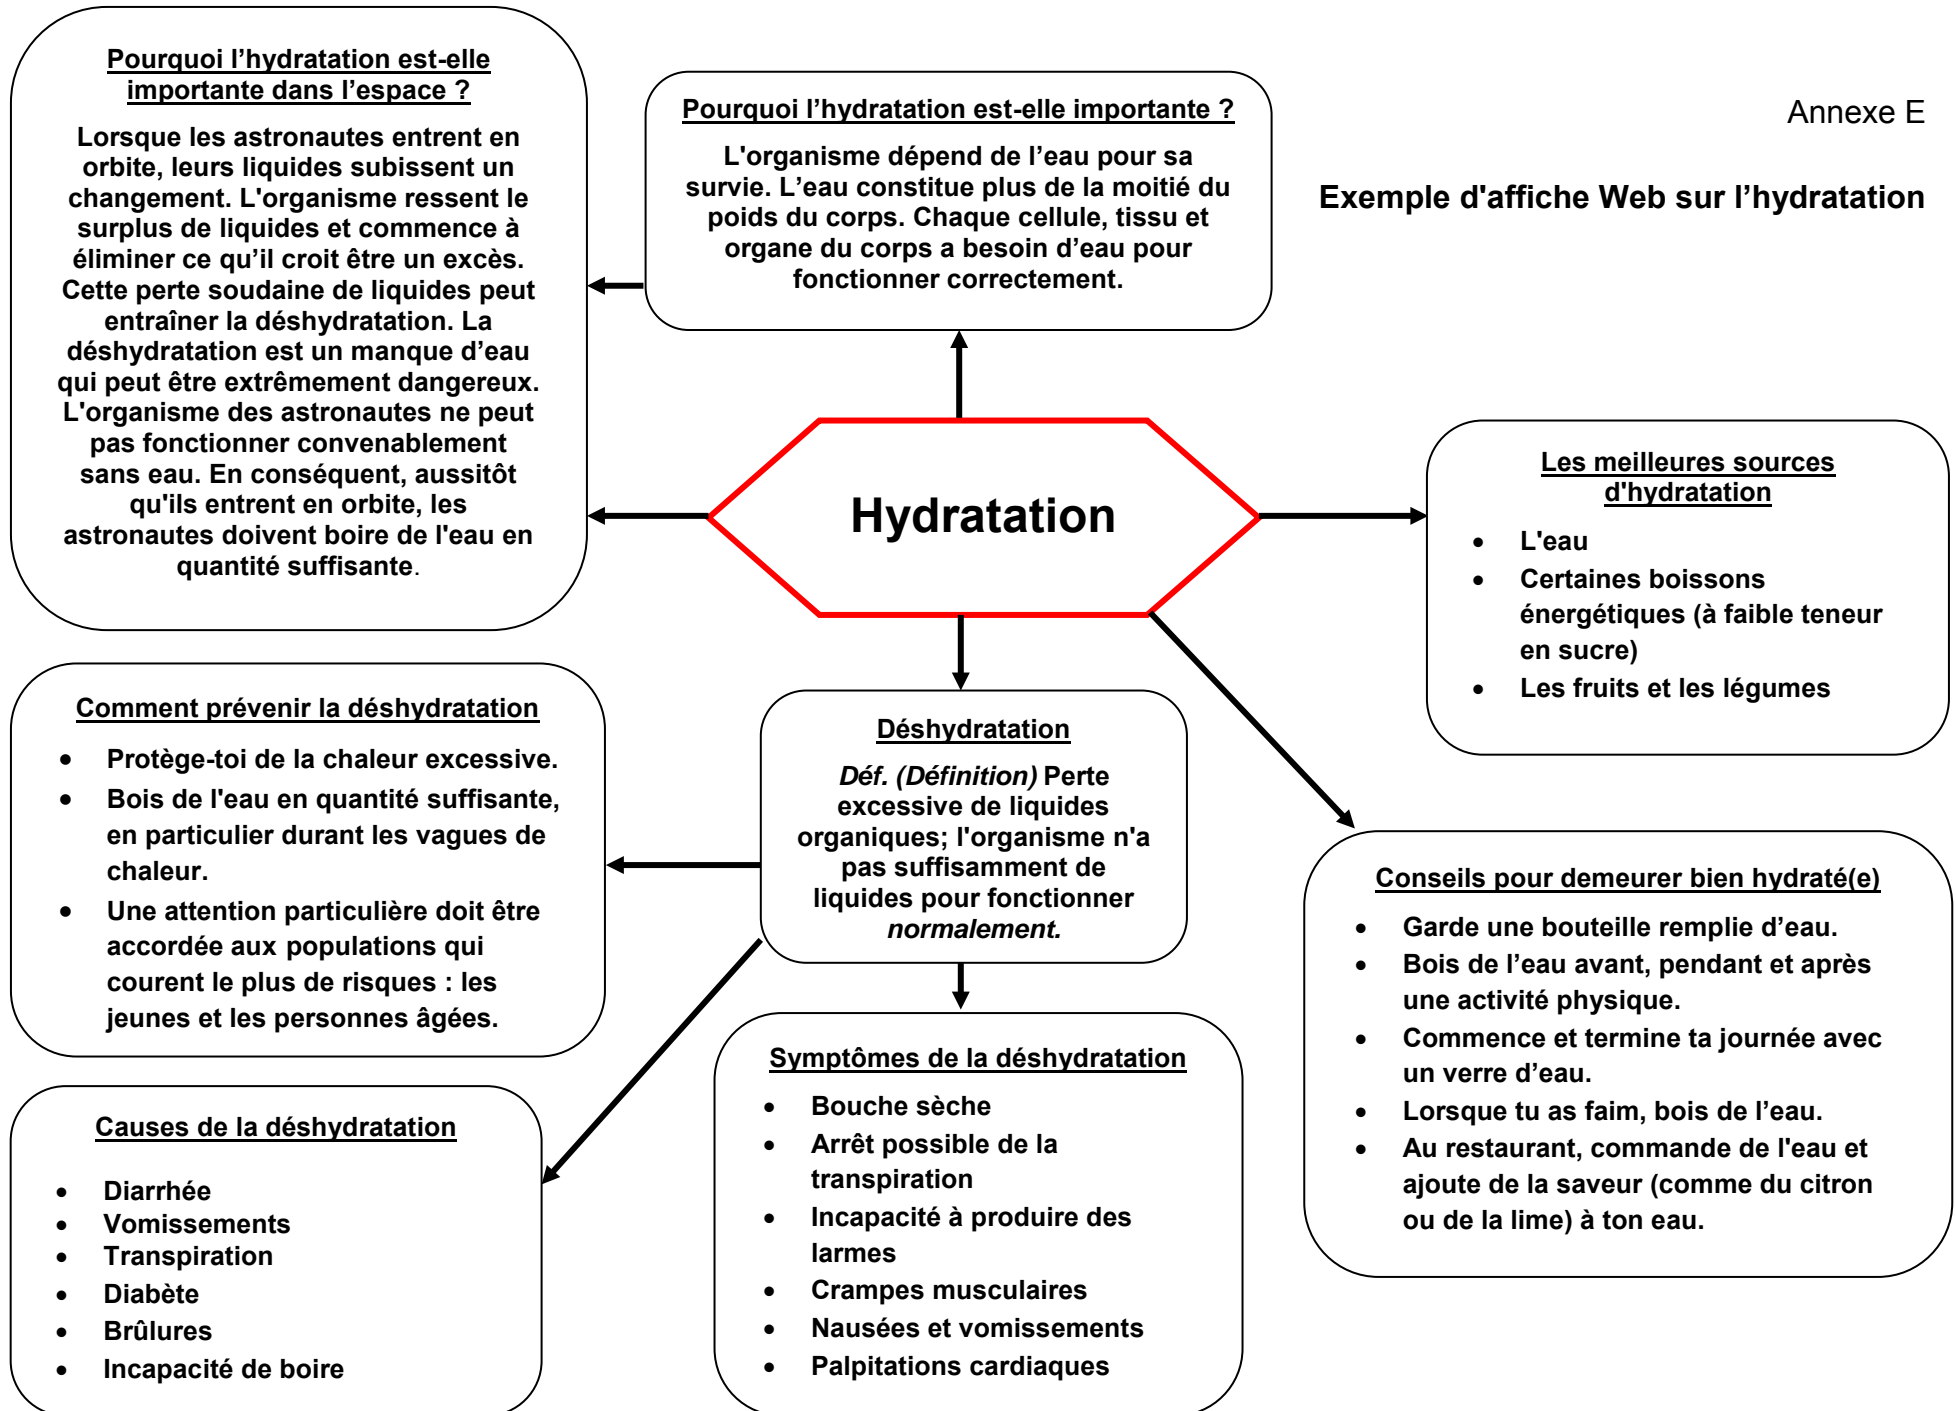 Annexe E
Exemple d'affiche Web sur l’hydratation
Pourquoi l’hydratation est-elle
importante dans l’espace ?
Lorsque les astronautes entrent en
orbite, leurs liquides subissent un
changement. L'organisme ressent le
surplus de liquides et commence à
éliminer ce qu’il croit être un excès.
Cette perte soudaine de liquides peut
entraîner la déshydratation. La
déshydratation est un manque d’eau
qui peut être extrêmement dangereux.
L'organisme des astronautes ne peut
pas fonctionner convenablement
sans eau. En conséquent, aussitôt
qu'ils entrent en orbite, les
astronautes doivent boire de l'eau en
quantité suffisante.
Pourquoi l’hydratation est-elle importante ?
L'organisme dépend de l’eau pour sa
survie. L’eau constitue plus de la moitié du
poids du corps. Chaque cellule, tissu et
organe du corps a besoin d’eau pour
fonctionner correctement.
Hydratation
Les meilleures sources
d'hydratation
• L'eau
• Certaines boissons
énergétiques (à faible teneur
en sucre)
• Les fruits et les légumes
Comment prévenir la déshydratation
• Protège-toi de la chaleur excessive.
• Bois de l'eau en quantité suffisante,
en particulier durant les vagues de
chaleur.
• Une attention particulière doit être
accordée aux populations qui
courent le plus de risques : les
jeunes et les personnes âgées.
Déshydratation
Déf. (Définition) Perte
excessive de liquides
organiques; l'organisme n'a
pas suffisamment de
liquides pour fonctionner
normalement.
Conseils pour demeurer bien hydraté(e)
• Garde une bouteille remplie d’eau.
• Bois de l’eau avant, pendant et après
une activité physique.
• Commence et termine ta journée avec
un verre d’eau.
• Lorsque tu as faim, bois de l’eau.
• Au restaurant, commande de l'eau et
ajoute de la saveur (comme du citron
ou de la lime) à ton eau.
Causes de la déshydratation
• Diarrhée
• Vomissements
• Transpiration
• Diabète
• Brûlures
• Incapacité de boire
Symptômes de la déshydratation
• Bouche sèche
• Arrêt possible de la
transpiration
• Incapacité à produire des
larmes
• Crampes musculaires
• Nausées et vomissements
• Palpitations cardiaques